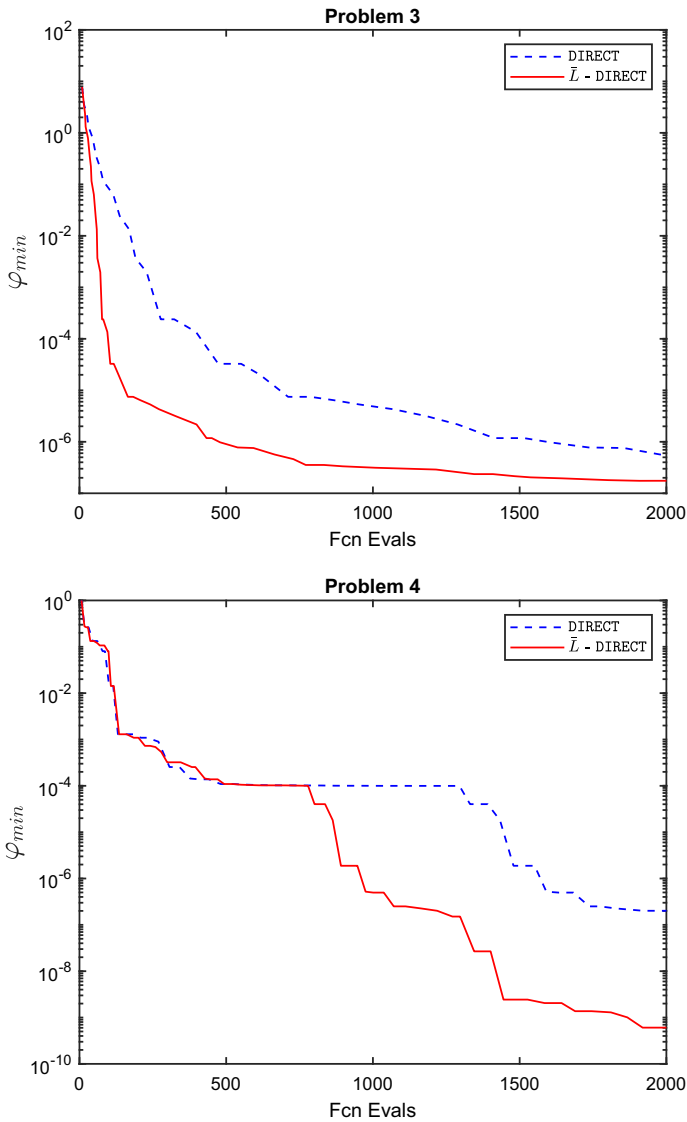 Problem 3
10^2
10^0
10^-2
10^-4
10^-6
φ_min
0 500 1000 1500 2000
Fcn Evals
DIRECT
L̄ - DIRECT
Problem 4
10^0
10^-2
10^-4
10^-6
10^-8
10^-10
φ_min
0 500 1000 1500 2000
Fcn Evals
DIRECT
L̄ - DIRECT